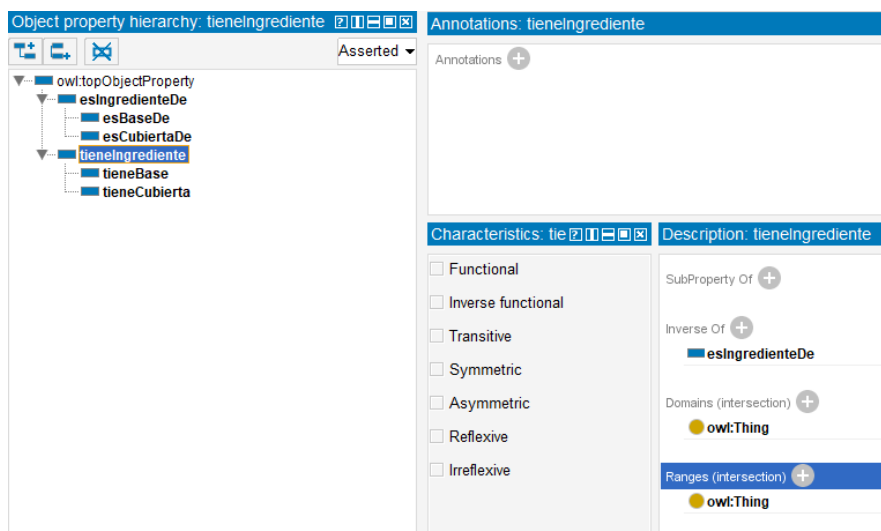 Object property hierarchy: tieneIngrediente
Asserted
owl:topObjectProperty
esIngredienteDe
esBaseDe
esCubiertaDe
tieneIngrediente
tieneBase
tieneCubierta
Annotations: tieneIngrediente
Annotations
Characteristics: tie
Functional
Inverse functional
Transitive
Symmetric
Asymmetric
Reflexive
Irreflexive
Description: tieneIngrediente
SubProperty Of
Inverse Of
esIngredienteDe
Domains (intersection)
owl:Thing
Ranges (intersection)
owl:Thing